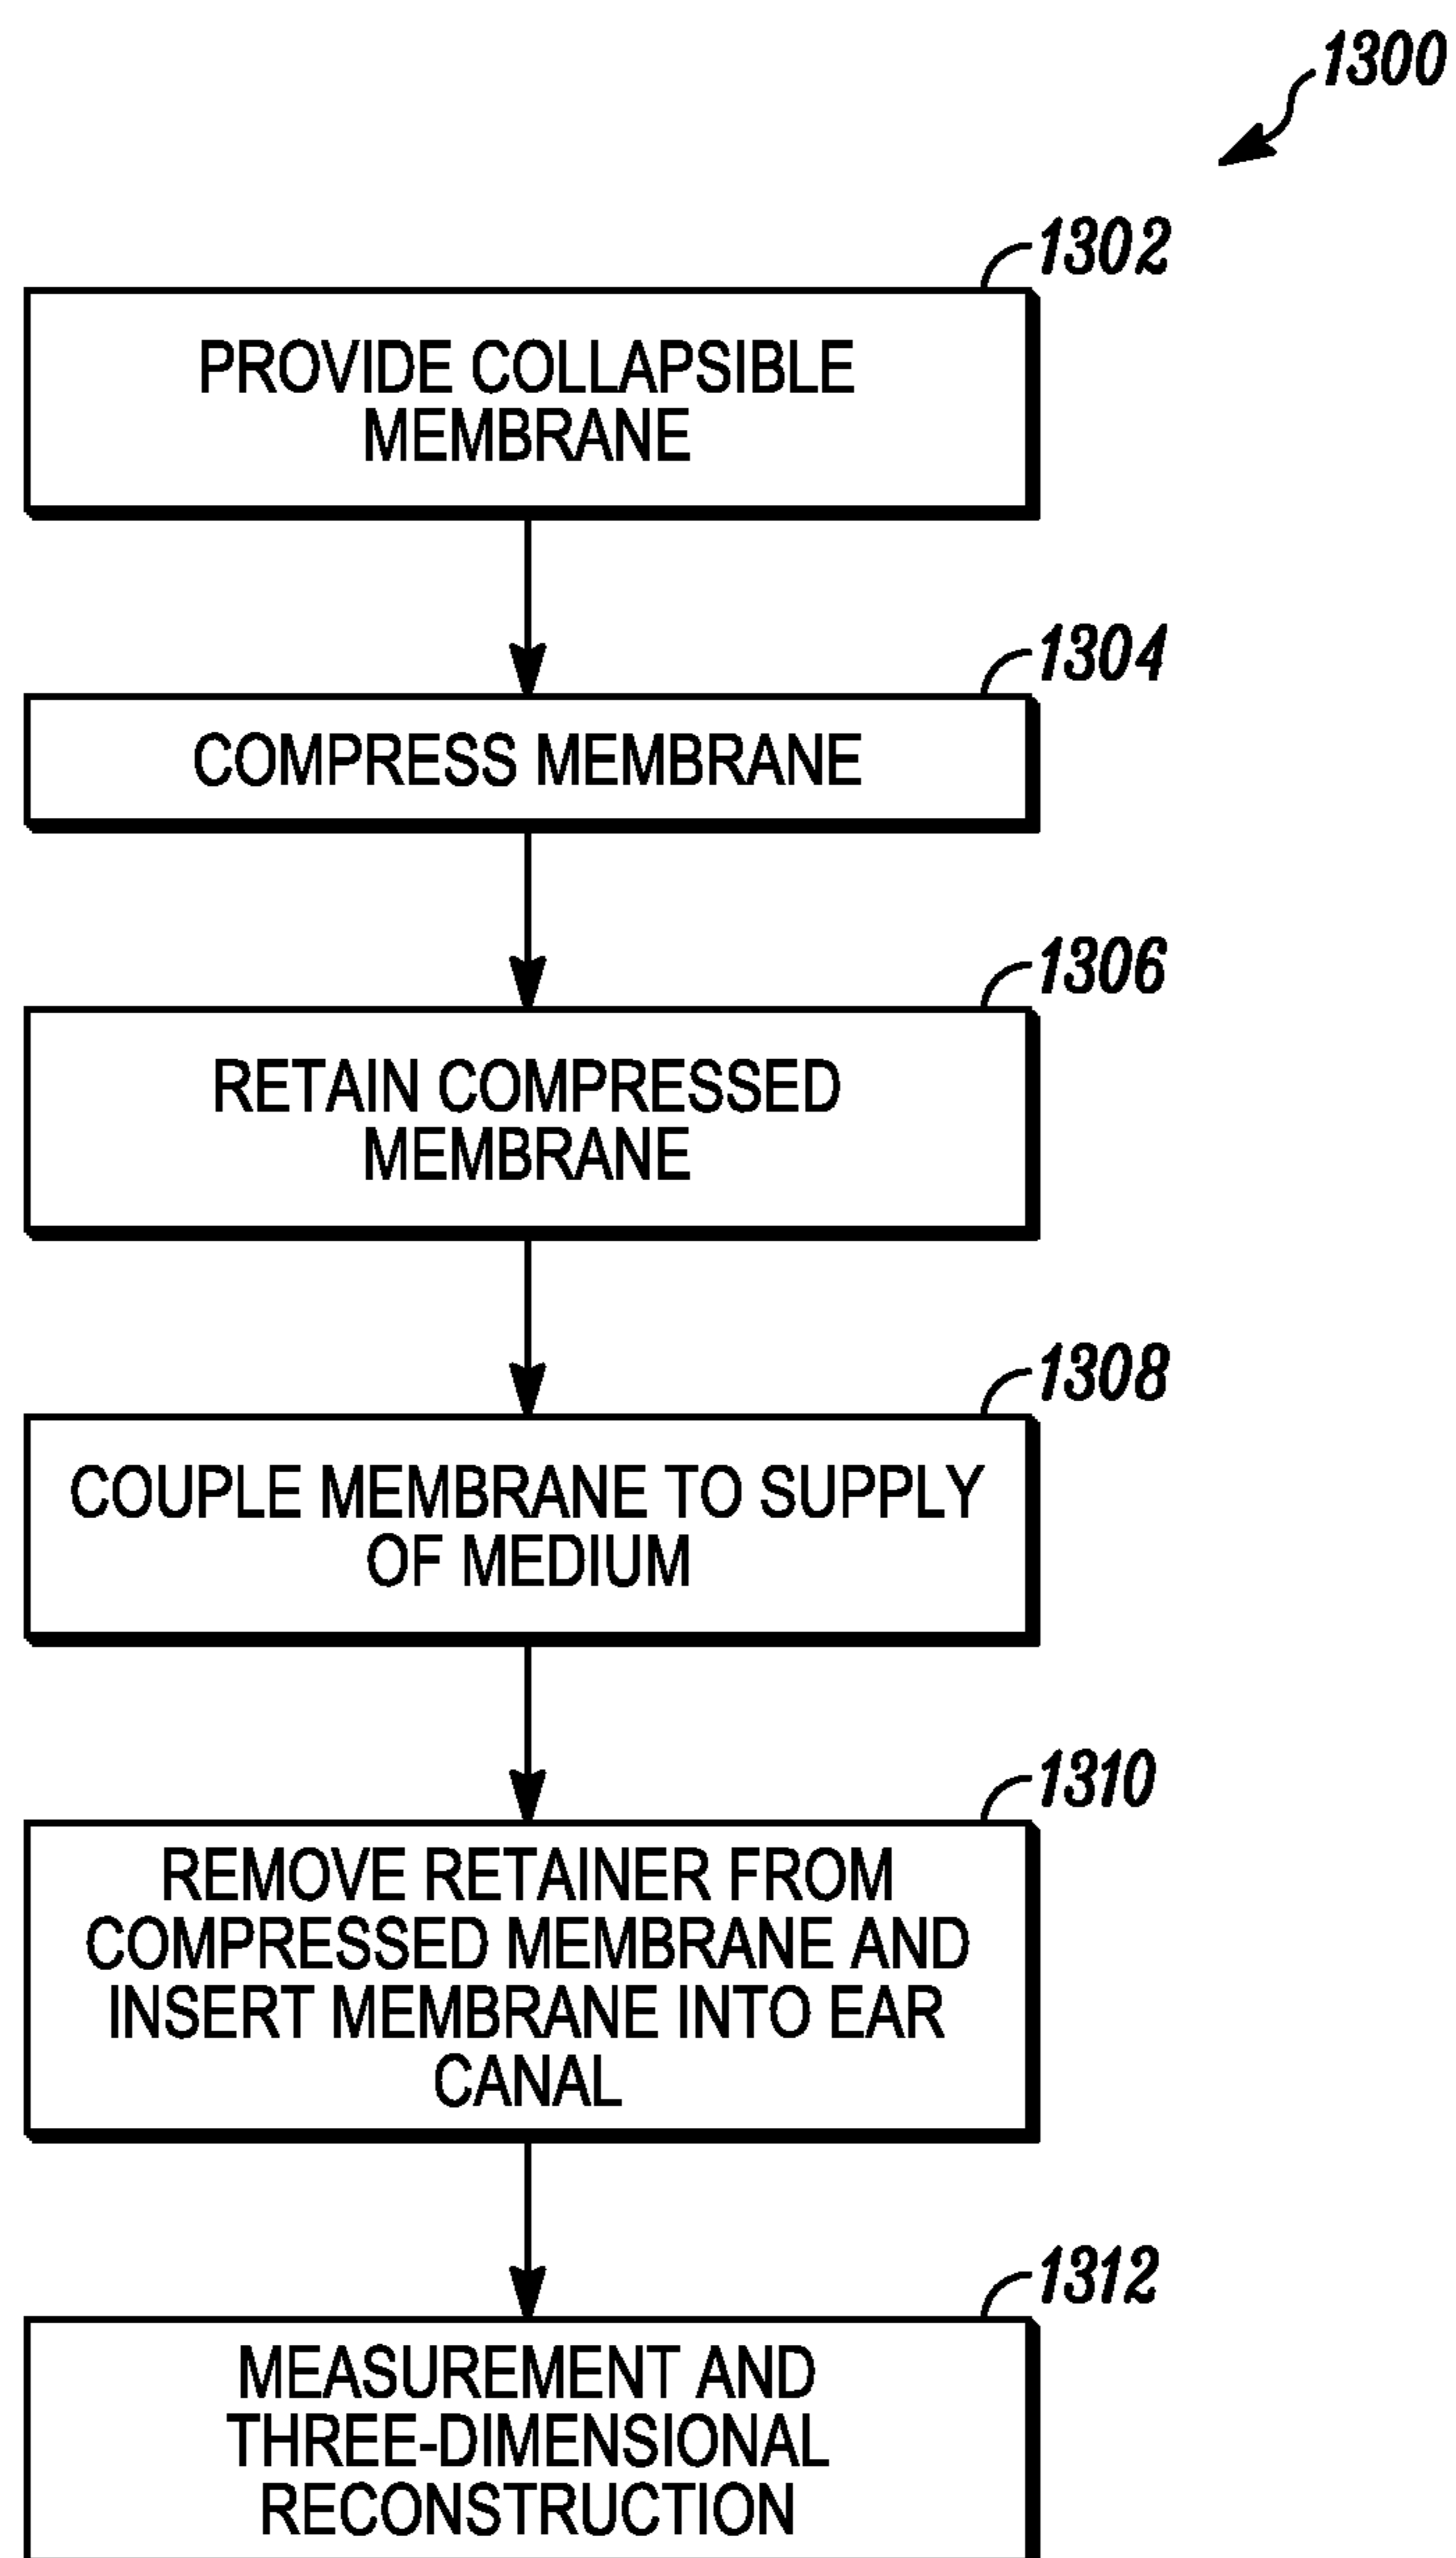 1300
1302
PROVIDE COLLAPSIBLE
MEMBRANE
1304
COMPRESS MEMBRANE
1306
RETAIN COMPRESSED
MEMBRANE
1308
COUPLE MEMBRANE TO SUPPLY
OF MEDIUM
1310
REMOVE RETAINER FROM
COMPRESSED MEMBRANE AND
INSERT MEMBRANE INTO EAR
CANAL
1312
MEASUREMENT AND
THREE-DIMENSIONAL
RECONSTRUCTION